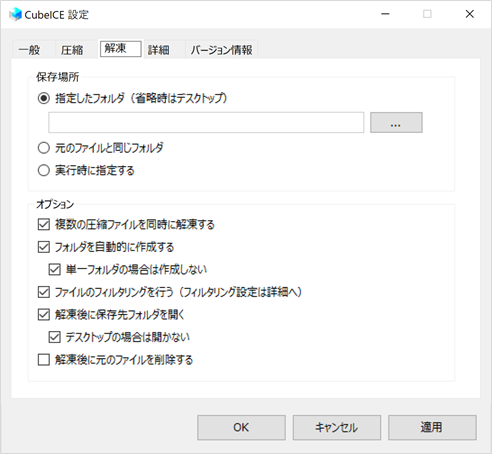 CubeICE 設定
一般 圧縮 解凍 詳細 バージョン情報
保存場所
指定したフォルダ（省略時はデスクトップ）
...
元のファイルと同じフォルダ
実行時に指定する
オプション
複数の圧縮ファイルを同時に解凍する
フォルダを自動的に作成する
単一フォルダの場合は作成しない
ファイルのフィルタリングを行う（フィルタリング設定は詳細へ）
解凍後に保存先フォルダを開く
デスクトップの場合は開かない
解凍後に元のファイルを削除する
OK キャンセル 適用